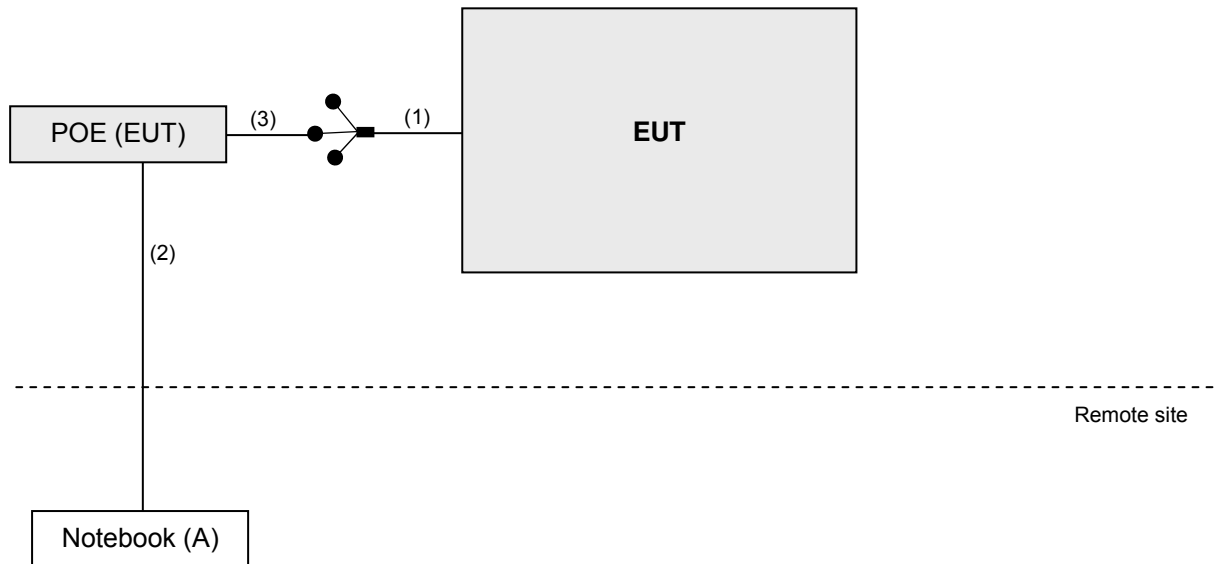 POE (EUT)
(3)
(1)
EUT
(2)
Remote site
Notebook (A)